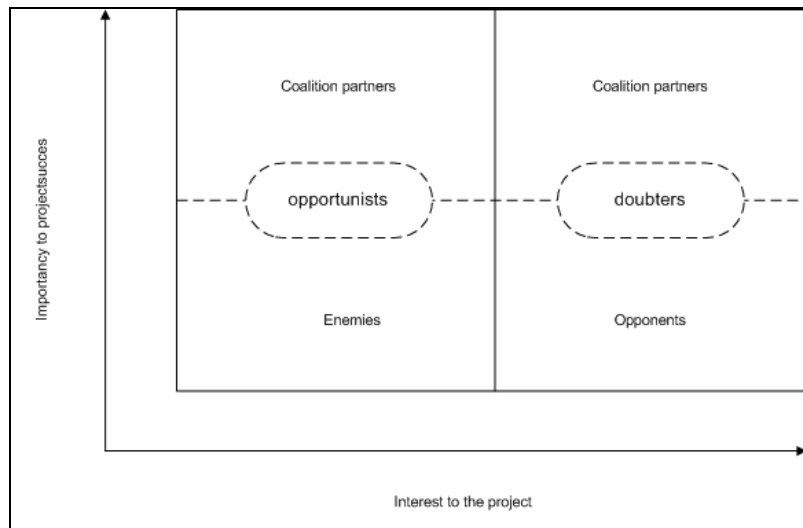 Coalition partners
Coalition partners
opportunists
doubters
Importancy to projectsucces
Enemies
Opponents
Interest to the project